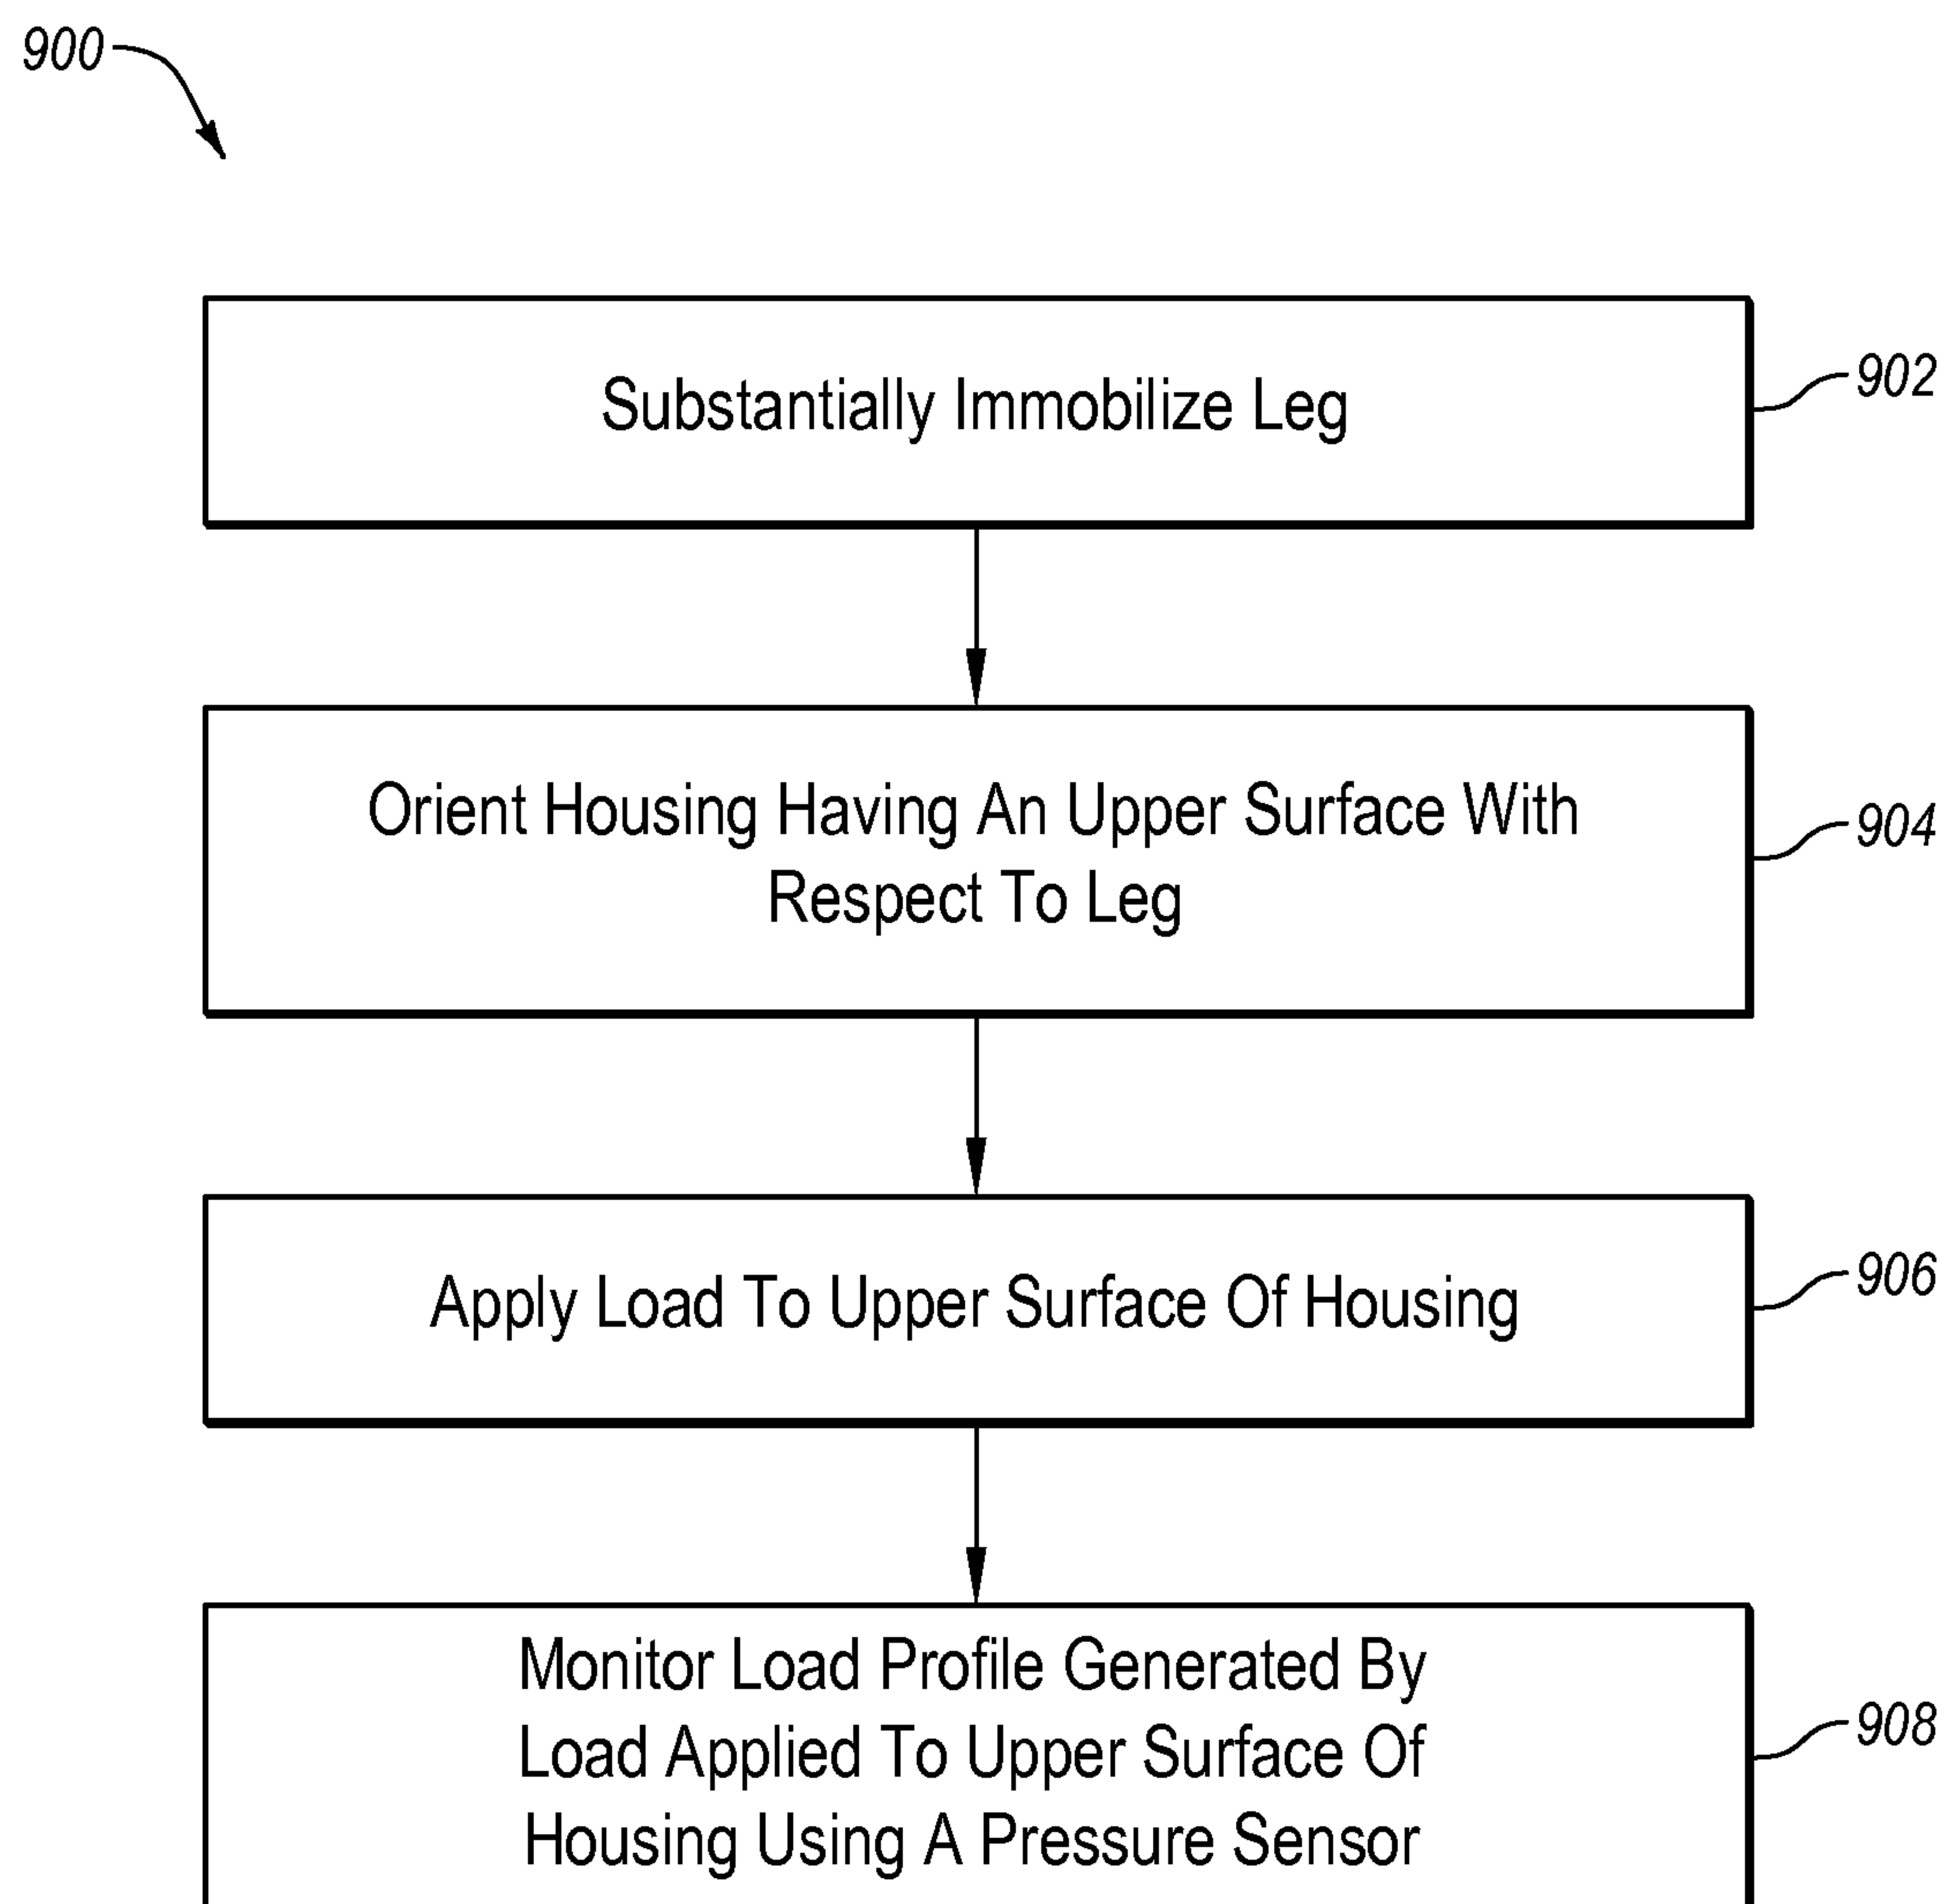 900
Substantially Immobilize Leg
902
Orient Housing Having An Upper Surface With
Respect To Leg
904
Apply Load To Upper Surface Of Housing
906
Monitor Load Profile Generated By
Load Applied To Upper Surface Of
Housing Using A Pressure Sensor
908